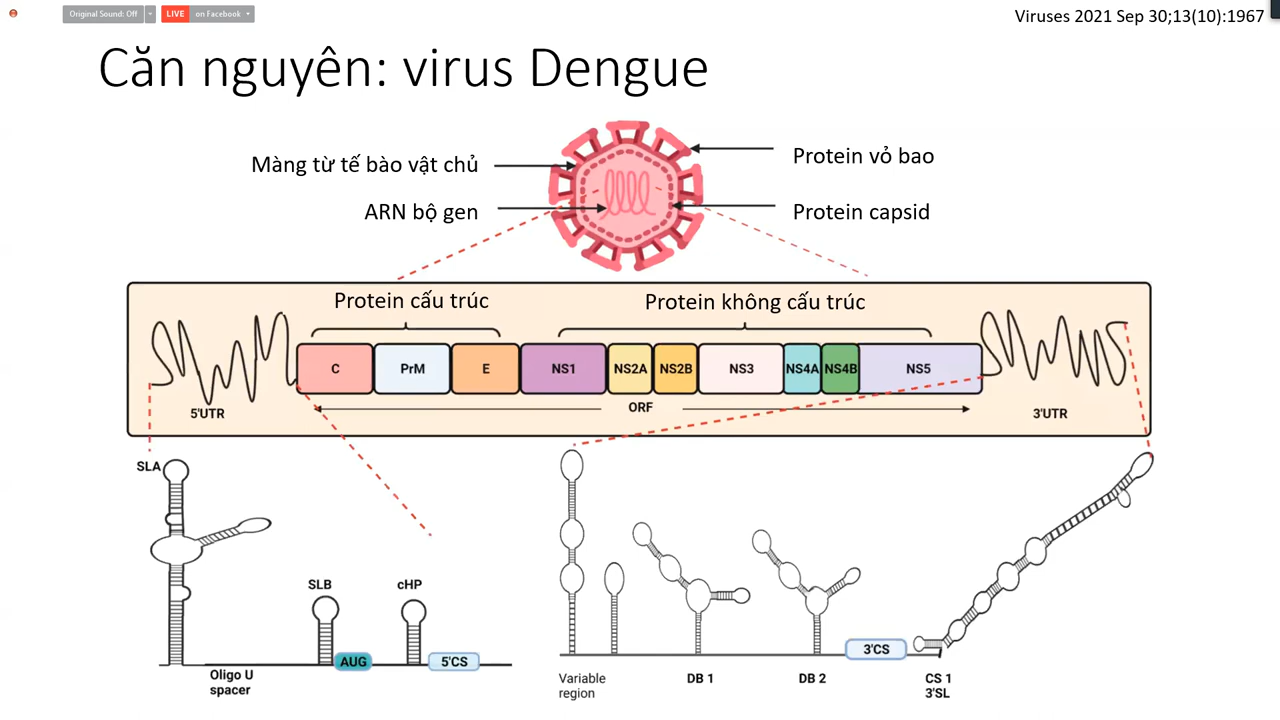 Original Sound: Off
LIVE on Facebook
Viruses 2021 Sep 30;13(10):1967
Căn nguyên: virus Dengue
Màng từ tế bào vật chủ
Protein vỏ bao
ARN bộ gen
Protein capsid
Protein cấu trúc
Protein không cấu trúc
C PrM E NS1 NS2A NS2B NS3 NS4A NS4B NS5
5'UTR
ORF
3'UTR
SLA
SLB
cHP
AUG
5'CS
Oligo U
spacer
3'CS
Variable
region
DB 1
DB 2
CS 1
3'SL